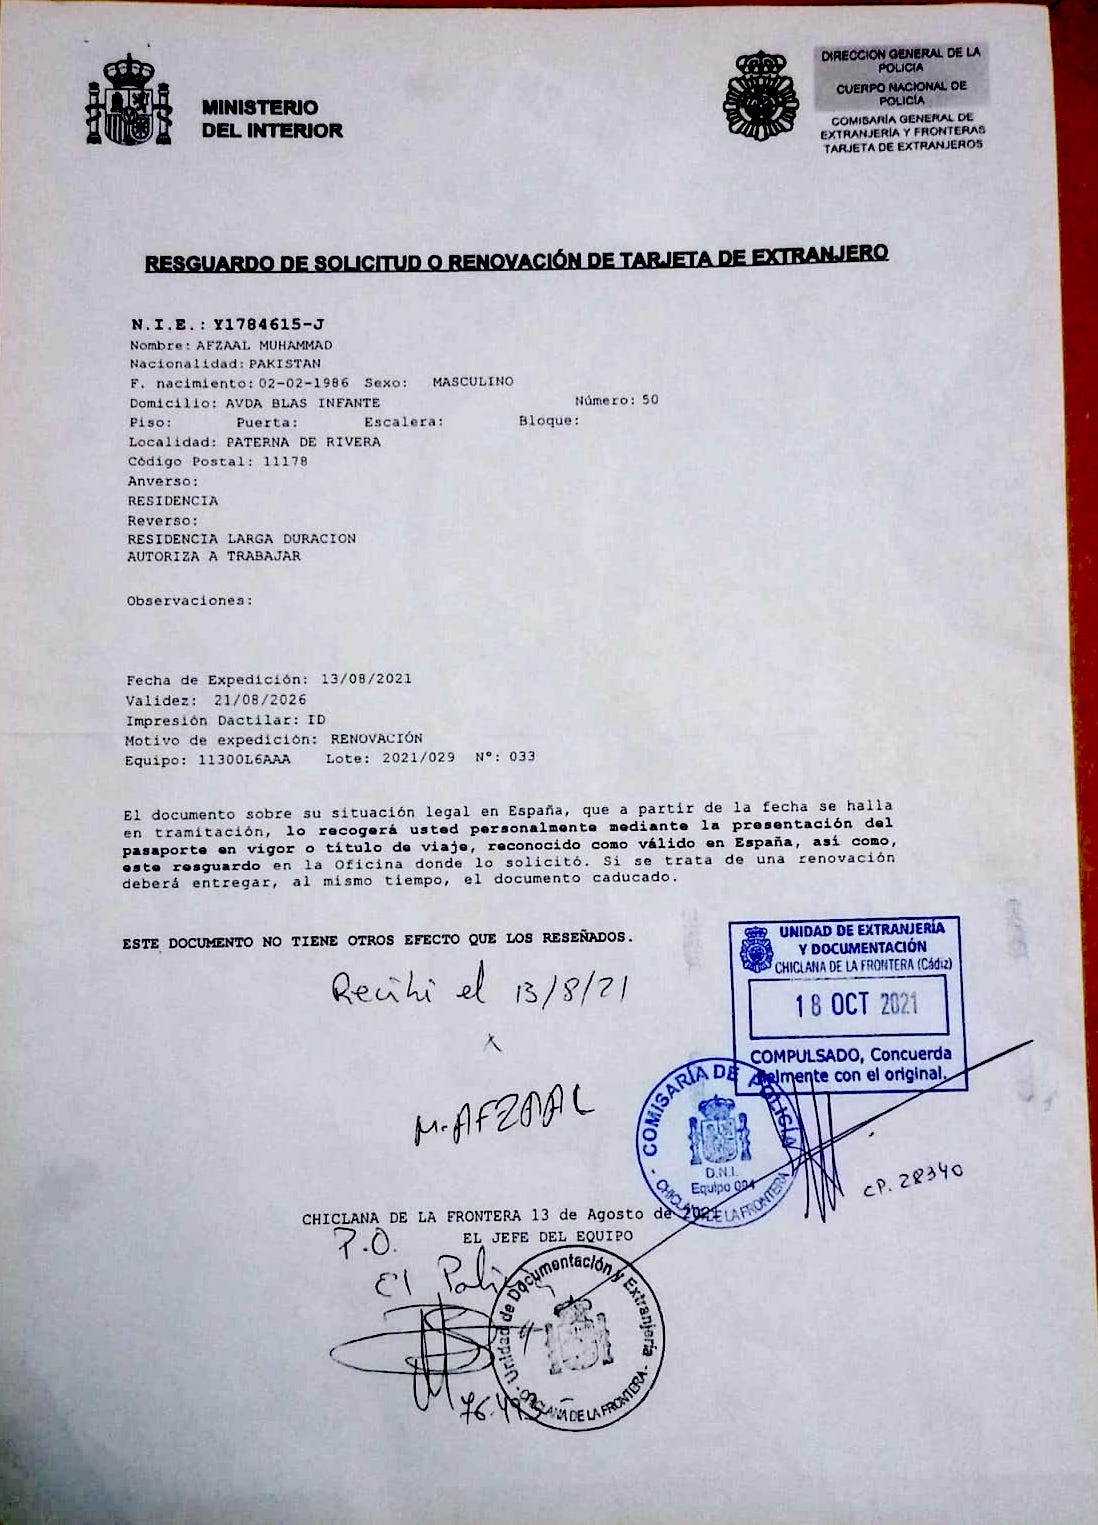 MINISTERIO
DEL INTERIOR
DIRECCION GENERAL DE LA
POLICIA
CUERPO NACIONAL DE
POLICÍA
COMISARÍA GENERAL DE
EXTRANJERÍA Y FRONTERAS
TARJETA DE EXTRANJEROS
RESGUARDO DE SOLICITUD O RENOVACIÓN DE TARJETA DE EXTRANJERO
N.I.E.: Y1784615-J
Nombre: AFZAAL MUHAMMAD
Nacionalidad: PAKISTAN
F. nacimiento: 02-02-1986 Sexo: MASCULINO
Domicilio: AVDA BLAS INFANTE Número: 50
Piso: Puerta: Escalera: Bloque:
Localidad: PATERNA DE RIVERA
Código Postal: 11178
Anverso:
RESIDENCIA
Reverso:
RESIDENCIA LARGA DURACION
AUTORIZA A TRABAJAR
Observaciones:
Fecha de Expedición: 13/08/2021
Validez: 21/08/2026
Impresión Dactilar: ID
Motivo de expedición: RENOVACIÓN
Equipo: 11300L6AAA Lote: 2021/029 Nº: 033
El documento sobre su situación legal en España, que a partir de la fecha se halla
en tramitación, lo recogerá usted personalmente mediante la presentación del
pasaporte en vigor o título de viaje, reconocido como válido en España, así como,
este resguardo en la Oficina donde lo solicitó. Si se trata de una renovación
deberá entregar, al mismo tiempo, el documento caducado.
ESTE DOCUMENTO NO TIENE OTROS EFECTO QUE LOS RESEÑADOS.
UNIDAD DE EXTRANJERÍA
Y DOCUMENTACIÓN
CHICLANA DE LA FRONTERA (Cádiz)
18 OCT 2021
COMPULSADO, Concuerda
fielmente con el original.
Recibi el 13/8/21
x
M. AFZAAL
COMISARÍA DE POLICÍA
D.N.I.
Equipo
CHICLANA DE LA FRONTERA
CP. 28340
CHICLANA DE LA FRONTERA 13 de Agosto de 2021
EL JEFE DEL EQUIPO
P.O.
El
Unidad de Documentación y Extranjería
CHICLANA DE LA FRONTERA